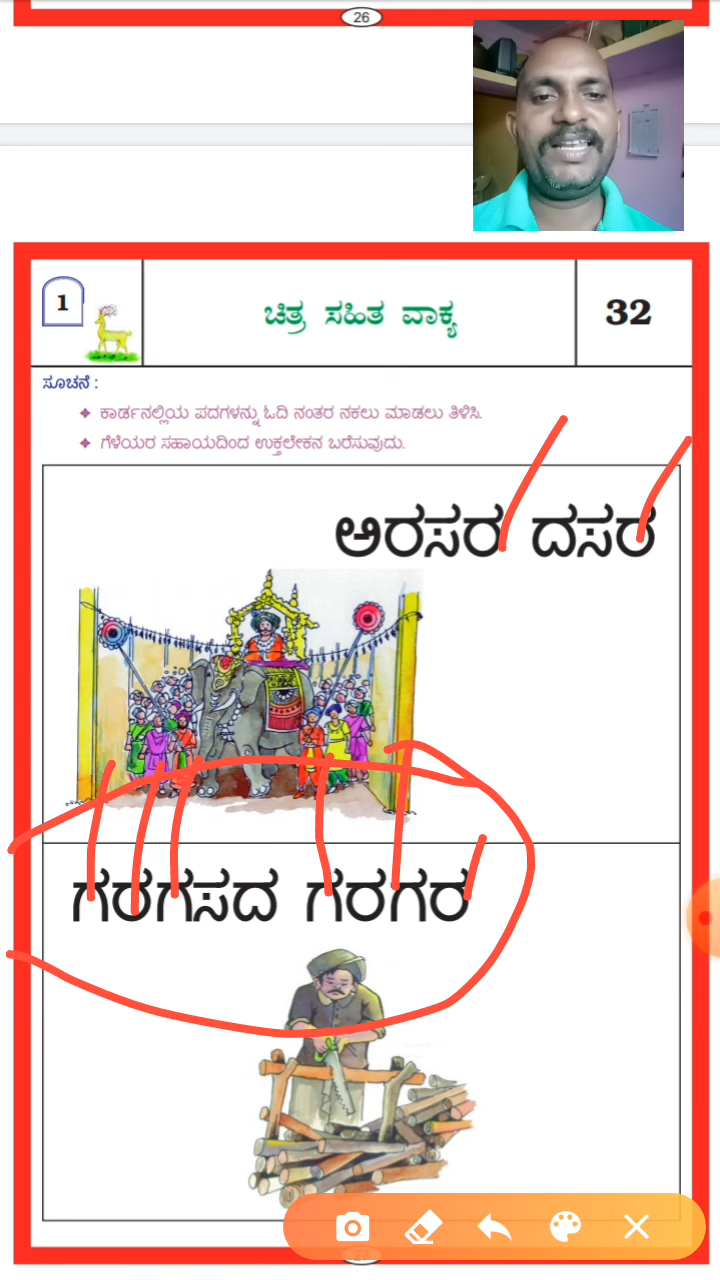 26
1
ಚಿತ್ರ ಸಹಿತ ವಾಕ್ಯ
32
ಸೂಚನೆ :
ಕಾರ್ಡನಲ್ಲಿಯ ಪದಗಳನ್ನು ಓದಿ ನಂತರ ನಕಲು ಮಾಡಲು ತಿಳಿಸಿ.
ಗೆಳೆಯರ ಸಹಾಯದಿಂದ ಉಕ್ತಲೇಕನ ಬರೆಸುವುದು.
ಅರಸರ ದಸರ
ಗರಗಸದ ಗರಗರ